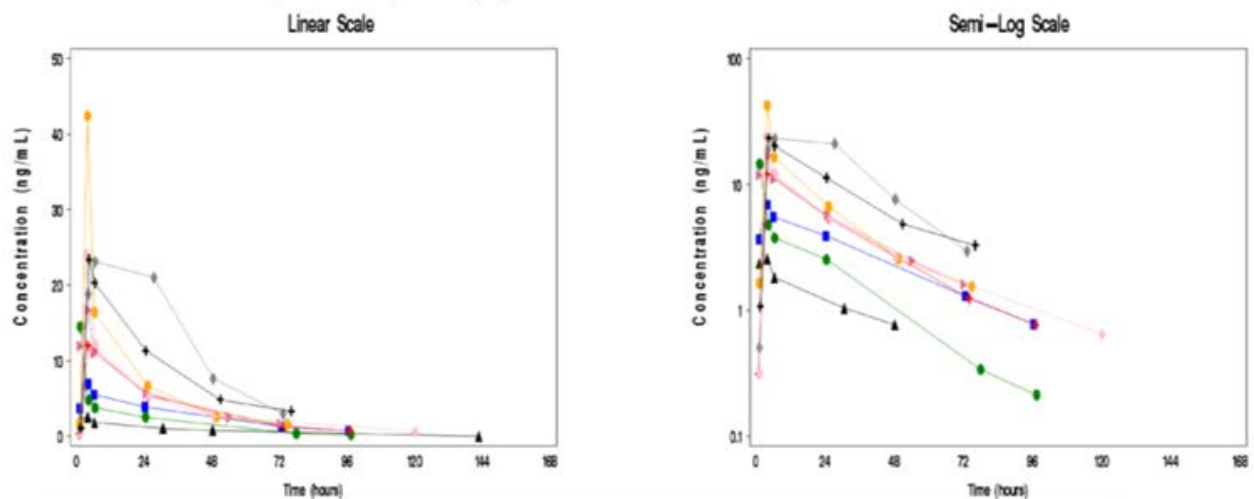 Linear Scale
Semi-Log Scale
50
40
30
20
10
0
Concentration (ng/mL)
0 24 48 72 96 120 144 168
Time (hours)
100
10
1
0.1
Concentration (ng/mL)
0 24 48 72 96 120 144 168
Time (hours)